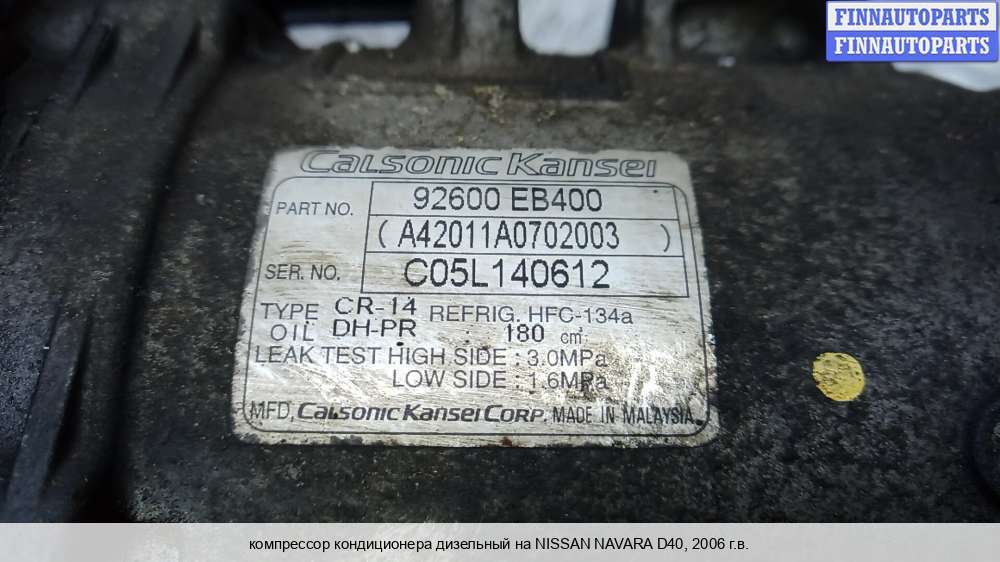 FINNAUTOPARTS
FINNAUTOPARTS
CALSONIC KANSEI
PART NO. 92600 EB400
( A42011A0702003 )
SER. NO. C05L140612
TYPE CR-14 REFRIG. HFC-134a
OIL DH-PR : 180 cm³
LEAK TEST HIGH SIDE : 3.0MPa
LOW SIDE : 1.6MPa
MFD. CALSONIC KANSEI CORP. MADE IN MALAYSIA
компрессор кондиционера дизельный на NISSAN NAVARA D40, 2006 г.в.